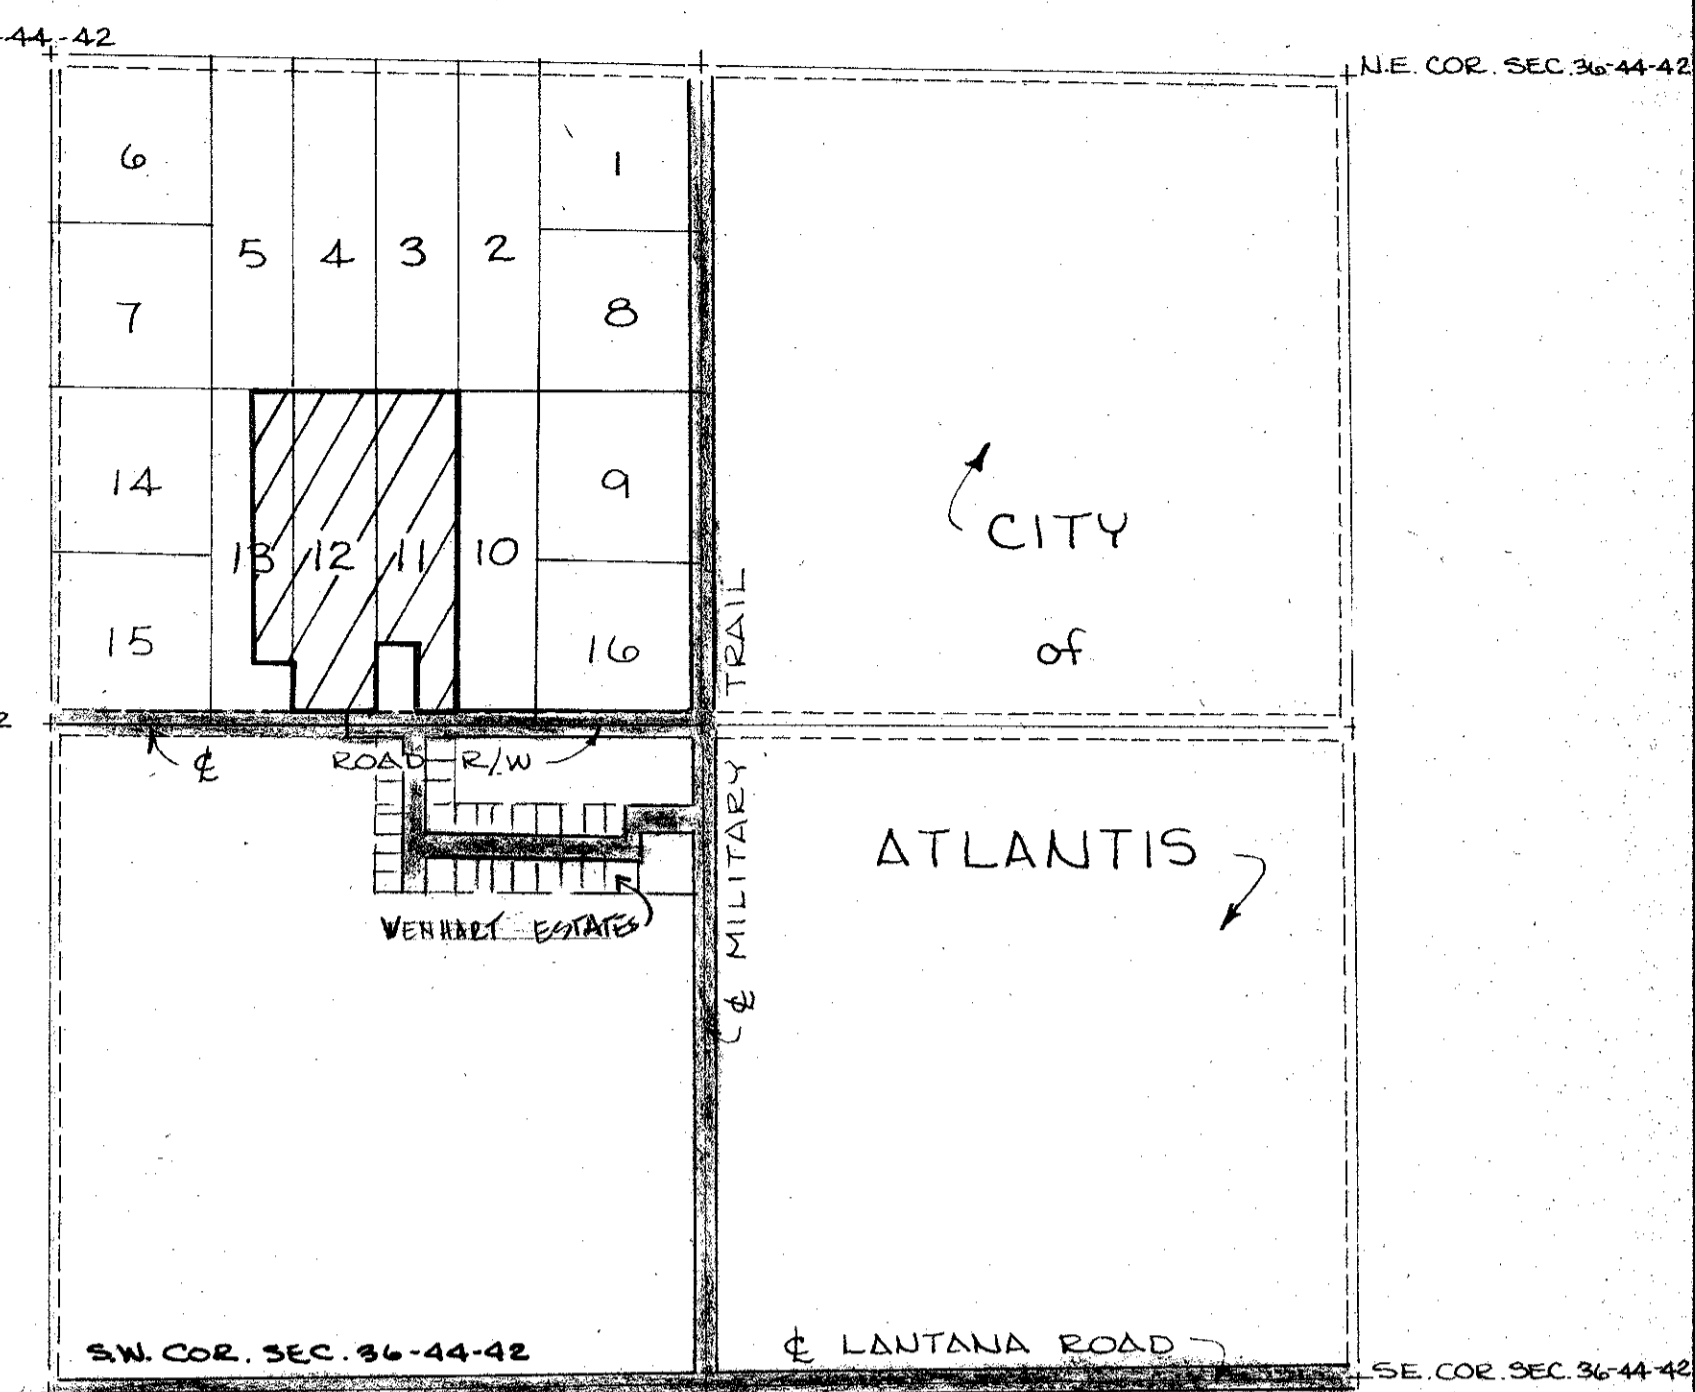 -44-42
N.E. COR. SEC. 36-44-42
6
1
5
4
3
2
7
8
14
9
13
12
11
10
15
16
CITY
of
ATLANTIS
TRAIL
℄ MILITARY
2
℄
ROAD R/W
VENHART ESTATES
S.W. COR. SEC. 36-44-42
℄ LANTANA ROAD
S.E. COR. SEC. 36-44-42